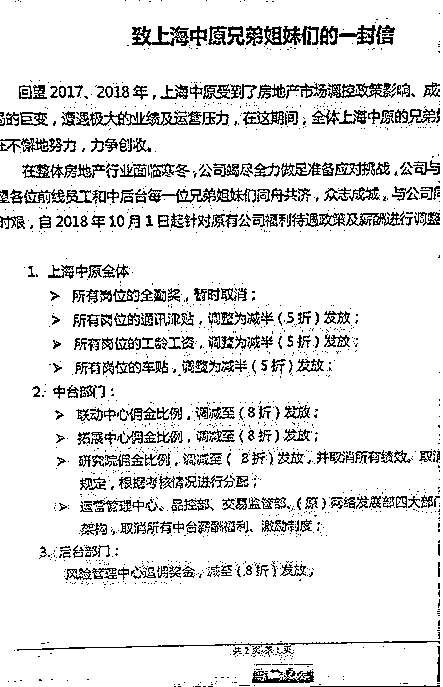 致上海中原兄弟姐妹们的一封信
回望 2017、2018 年，上海中原受到了房地产市场调控政策影响、成
局的巨变，遭遇极大的业绩及运营压力，在这期间，全体上海中原的兄弟
在不懈地努力，力争创收。
在整体房地产行业面临寒冬，公司竭尽全力做足准备应对挑战，公司与
望各位前线员工和中后台每一位兄弟姐妹们同舟共济，众志成城，与公司
时艰，自 2018 年 10 月 1 日起针对原有公司福利待遇政策及薪酬进行调整
1. 上海中原全体
➢ 所有岗位的全勤奖，暂时取消；
➢ 所有岗位的通讯津贴，调整为减半（5 折）发放；
➢ 所有岗位的工龄工资，调整为减半（5 折）发放；
➢ 所有岗位的车贴，调整为减半（5 折）发放；
2. 中台部门：
➢ 联动中心佣金比例，调减至（8 折）发放；
➢ 拓展中心佣金比例，调减至（8 折）发放；
➢ 研究院佣金比例，调减至（ 8 折）发放，并取消所有绩效。取消
规定，根据考核情况进行分配；
➢ 运营管理中心、品控部、交易监管部、（原）网络发展部四大部门
架构，取消所有中台薪酬福利、激励制度；
3. 后台部门：
风险管理中心追佣奖金，减至（8 折）发放；
共 2 页 第 1 页